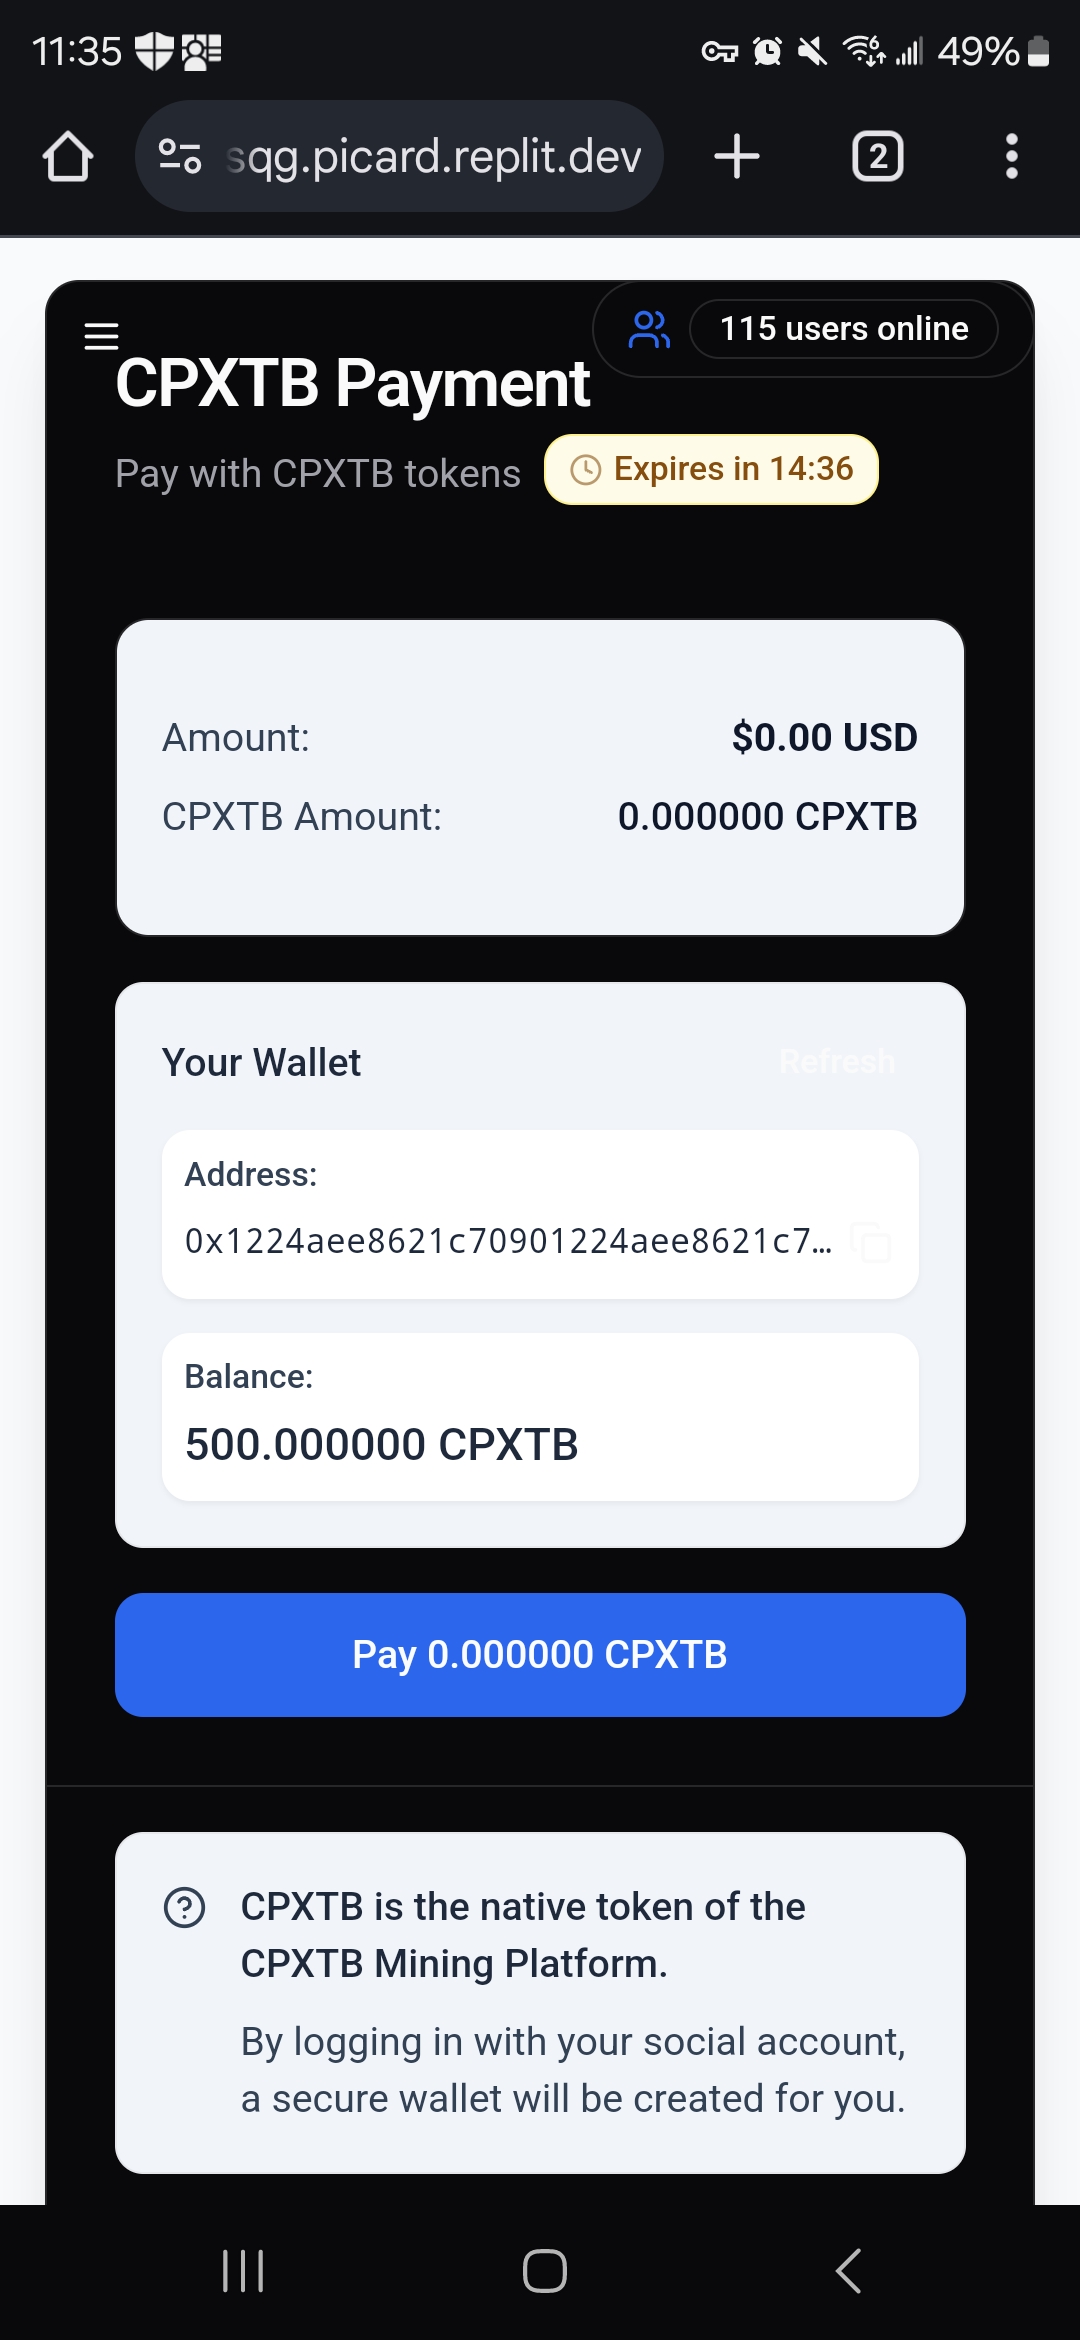 11:35
6
49%
sqg.picard.replit.dev
2
115 users online
CPXTB Payment
Pay with CPXTB tokens
Expires in 14:36
Amount: $0.00 USD
CPXTB Amount: 0.000000 CPXTB
Your Wallet
Refresh
Address:
0x1224aee8621c70901224aee8621c7...
Balance:
500.000000 CPXTB
Pay 0.000000 CPXTB
CPXTB is the native token of the
CPXTB Mining Platform.
By logging in with your social account,
a secure wallet will be created for you.